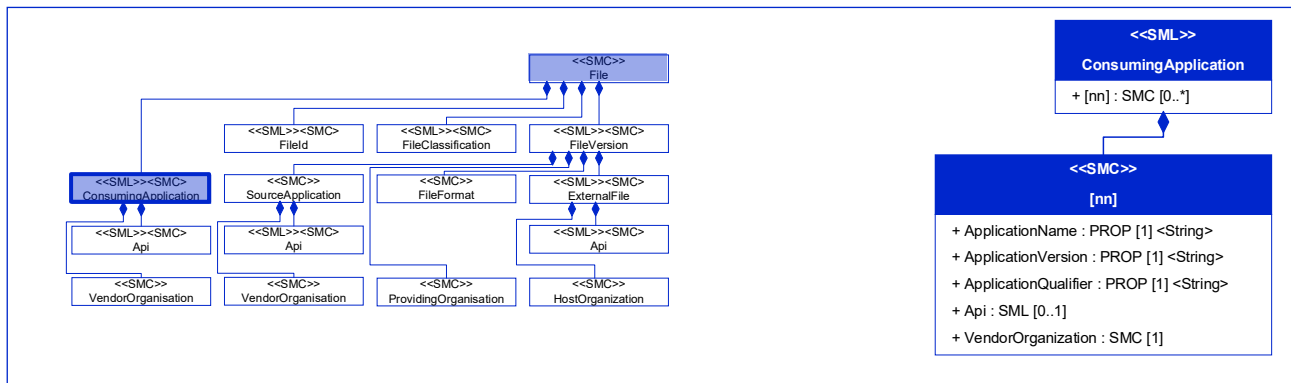 <<SMC>>
File
<<SML>><<SMC>
FileId
<<SML>><<SMC>
FileClassification
<<SML>><<SMC>
FileVersion
<<SML>><<SMC>
ConsumingApplication
<<SMC>>
SourceApplication
<<SMC>>
FileFormat
<<SML>><<SMC>
ExternalFile
<<SML>><<SMC>
Api
<<SML>><<SMC>
Api
<<SML>><<SMC>
Api
<<SMC>>
VendorOrganisation
<<SMC>>
VendorOrganisation
<<SMC>>
ProvidingOrganisation
<<SMC>>
HostOrganization
<<SML>>
ConsumingApplication
+ [nn] : SMC [0..*]
<<SMC>>
[nn]
+ ApplicationName : PROP [1] <String>
+ ApplicationVersion : PROP [1] <String>
+ ApplicationQualifier : PROP [1] <String>
+ Api : SML [0..1]
+ VendorOrganization : SMC [1]